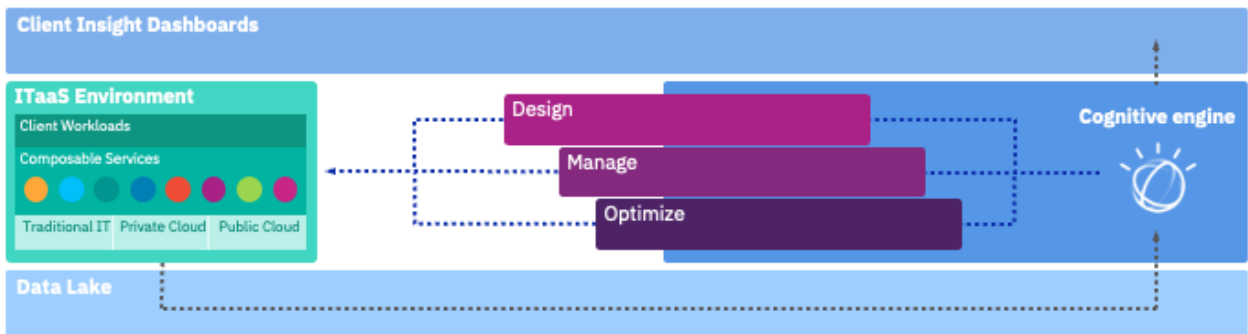 Client Insight Dashboards
ITaaS Environment
Client Workloads
Composable Services
Traditional IT
Private Cloud
Public Cloud
Design
Manage
Optimize
Cognitive engine
Data Lake